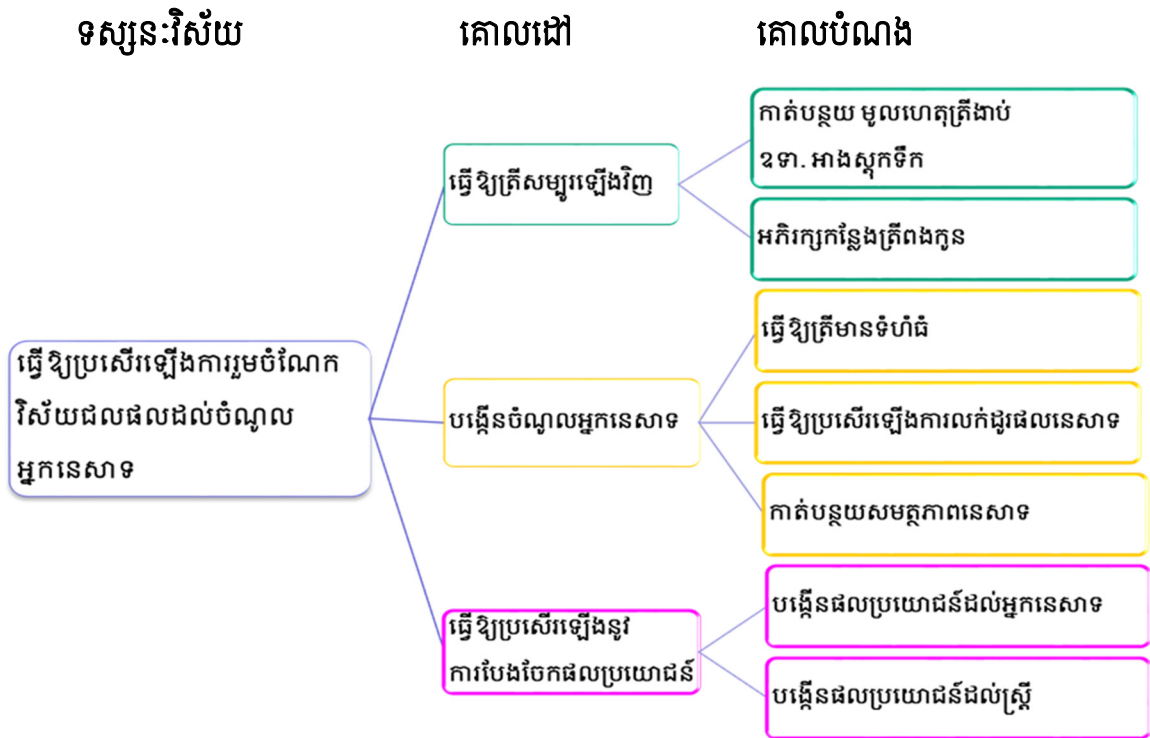 ទស្សនៈវិស័យ
គោលដៅ
គោលបំណង
ធ្វើឱ្យប្រសើរឡើងការរួមចំណែក
វិស័យជលផលដល់ចំណូល
អ្នកនេសាទ
ធ្វើឱ្យត្រីសម្បូរឡើងវិញ
កាត់បន្ថយ មូលហេតុត្រីងាប់
ឧទា. អាងស្តុកទឹក
អភិរក្សកន្លែងត្រីពងកូន
បង្កើនចំណូលអ្នកនេសាទ
ធ្វើឱ្យត្រីមានទំហំធំ
ធ្វើឱ្យប្រសើរឡើងការលក់ដូរផលនេសាទ
កាត់បន្ថយសមត្ថភាពនេសាទ
ធ្វើឱ្យប្រសើរឡើងនូវ
ការបែងចែកផលប្រយោជន៍
បង្កើនផលប្រយោជន៍ដល់អ្នកនេសាទ
បង្កើនផលប្រយោជន៍ដល់ស្ត្រី